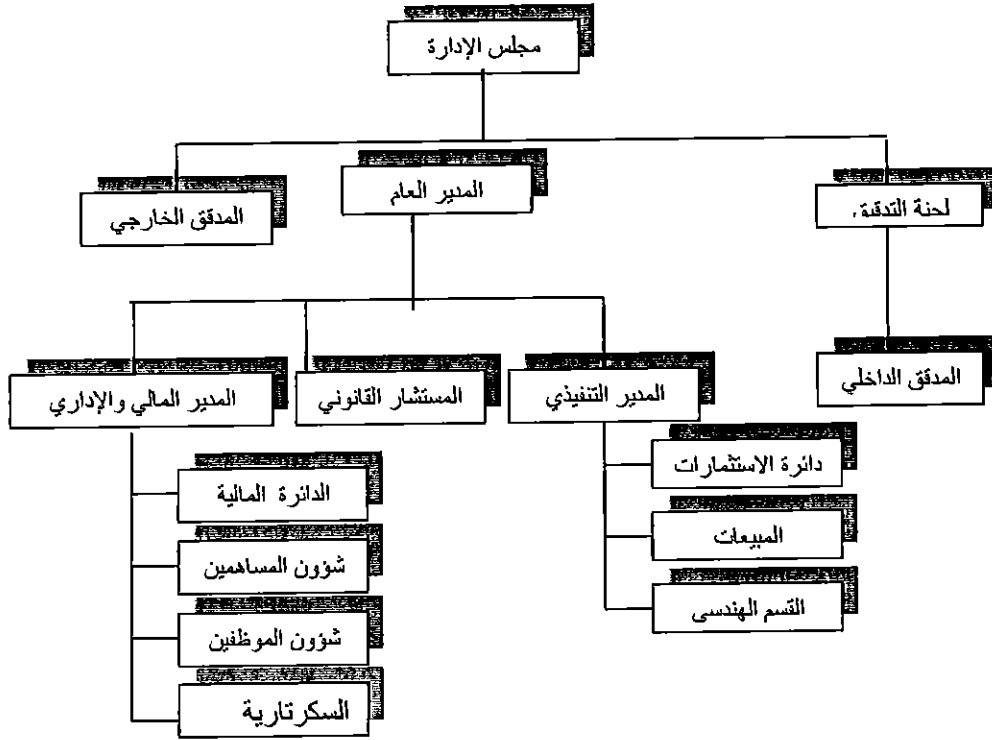 مجلس الإدارة
لجنة التدقيق
المدير العام
المدقق الخارجي
المدقق الداخلي
المدير التنفيذي
المستشار القانوني
المدير المالي والإداري
دائرة الاستثمارات
المبيعات
القسم الهندسي
الدائرة المالية
شؤون المساهمين
شؤون الموظفين
السكرتارية